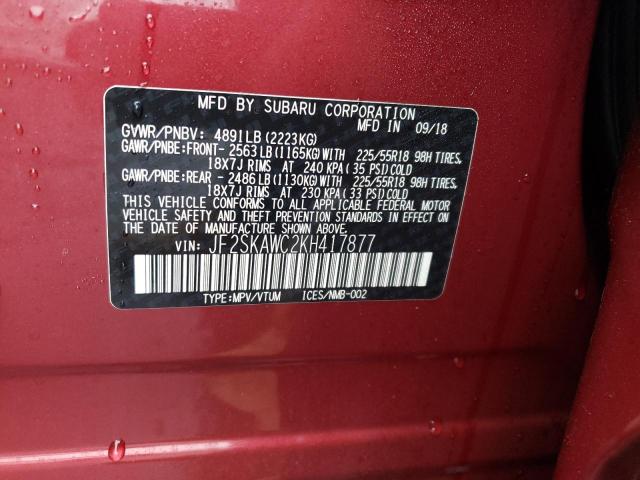 MFD BY SUBARU CORPORATION
MFD IN 09/18
GVWR/PNBV: 4891LB(2223KG)
GAWR/PNBE:FRONT- 2563LB(1165KG)WITH 225/55R18 98H TIRES,
18X7J RIMS AT 240 KPA(35 PSI)COLD
GAWR/PNBE:REAR - 2486LB(1130KG)WITH 225/55R18 98H TIRES,
18X7J RIMS AT 230 KPA(33 PSI)COLD
THIS VEHICLE CONFORMS TO ALL APPLICABLE FEDERAL MOTOR
VEHICLE SAFETY AND THEFT PREVENTION STANDARDS IN EFFECT ON
THE DATE OF MANUFACTURE SHOWN ABOVE.
VIN: JF2SKAWC2KH417877
TYPE:MPV/VTUM ICES/NMB-002